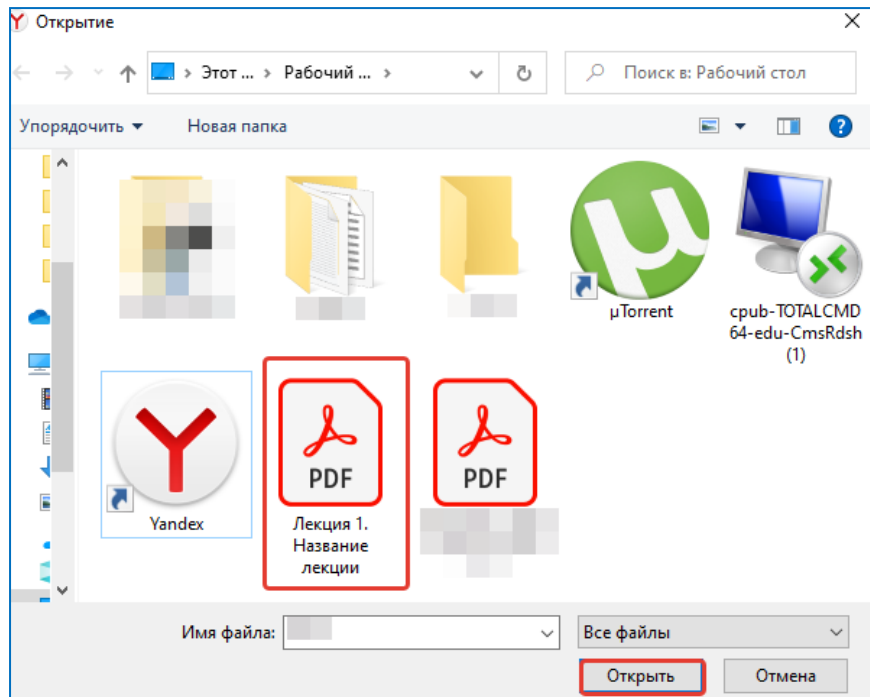 Открытие
Этот ... › Рабочий ... ›
Поиск в: Рабочий стол
Упорядочить
Новая папка
?
µTorrent
cpub-TOTALCMD
64-edu-CmsRdsh
(1)
Yandex
PDF
Лекция 1.
Название
лекции
PDF
Имя файла:
Все файлы
Открыть
Отмена